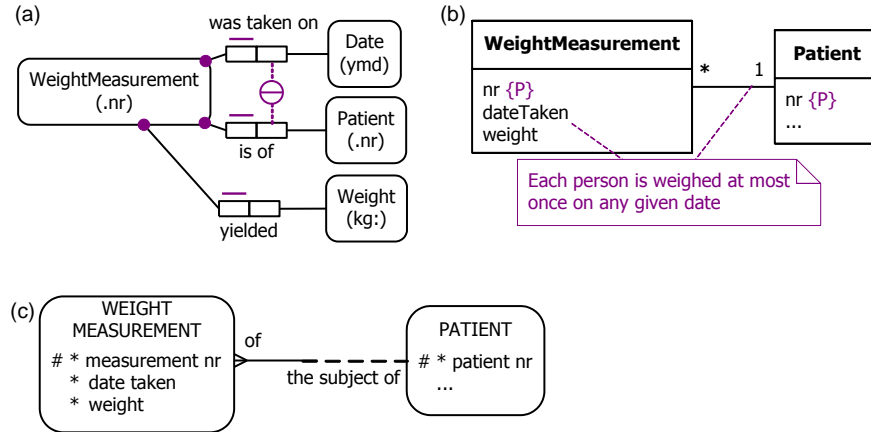 (a)
was taken on
Date
(ymd)
WeightMeasurement
(.nr)
Patient
(.nr)
is of
Weight
(kg:)
yielded
(b)
WeightMeasurement
nr {P}
dateTaken
weight
* 1
Patient
nr {P}
...
Each person is weighed at most
once on any given date
(c)
WEIGHT
MEASUREMENT
# * measurement nr
* date taken
* weight
of
the subject of
PATIENT
# * patient nr
...